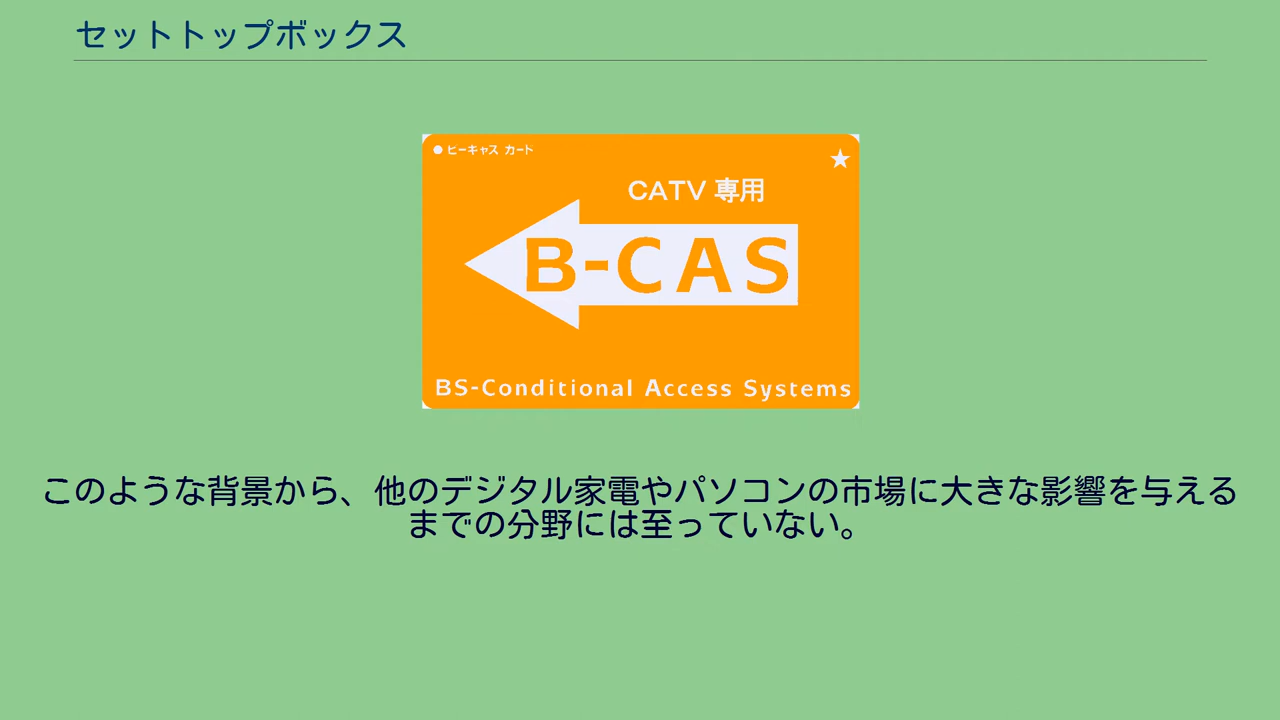 セットトップボックス
●ビーキャス カード
★
CATV 専用
B-CAS
BS-Conditional Access Systems
このような背景から、他のデジタル家電やパソコンの市場に大きな影響を与える
までの分野には至っていない。